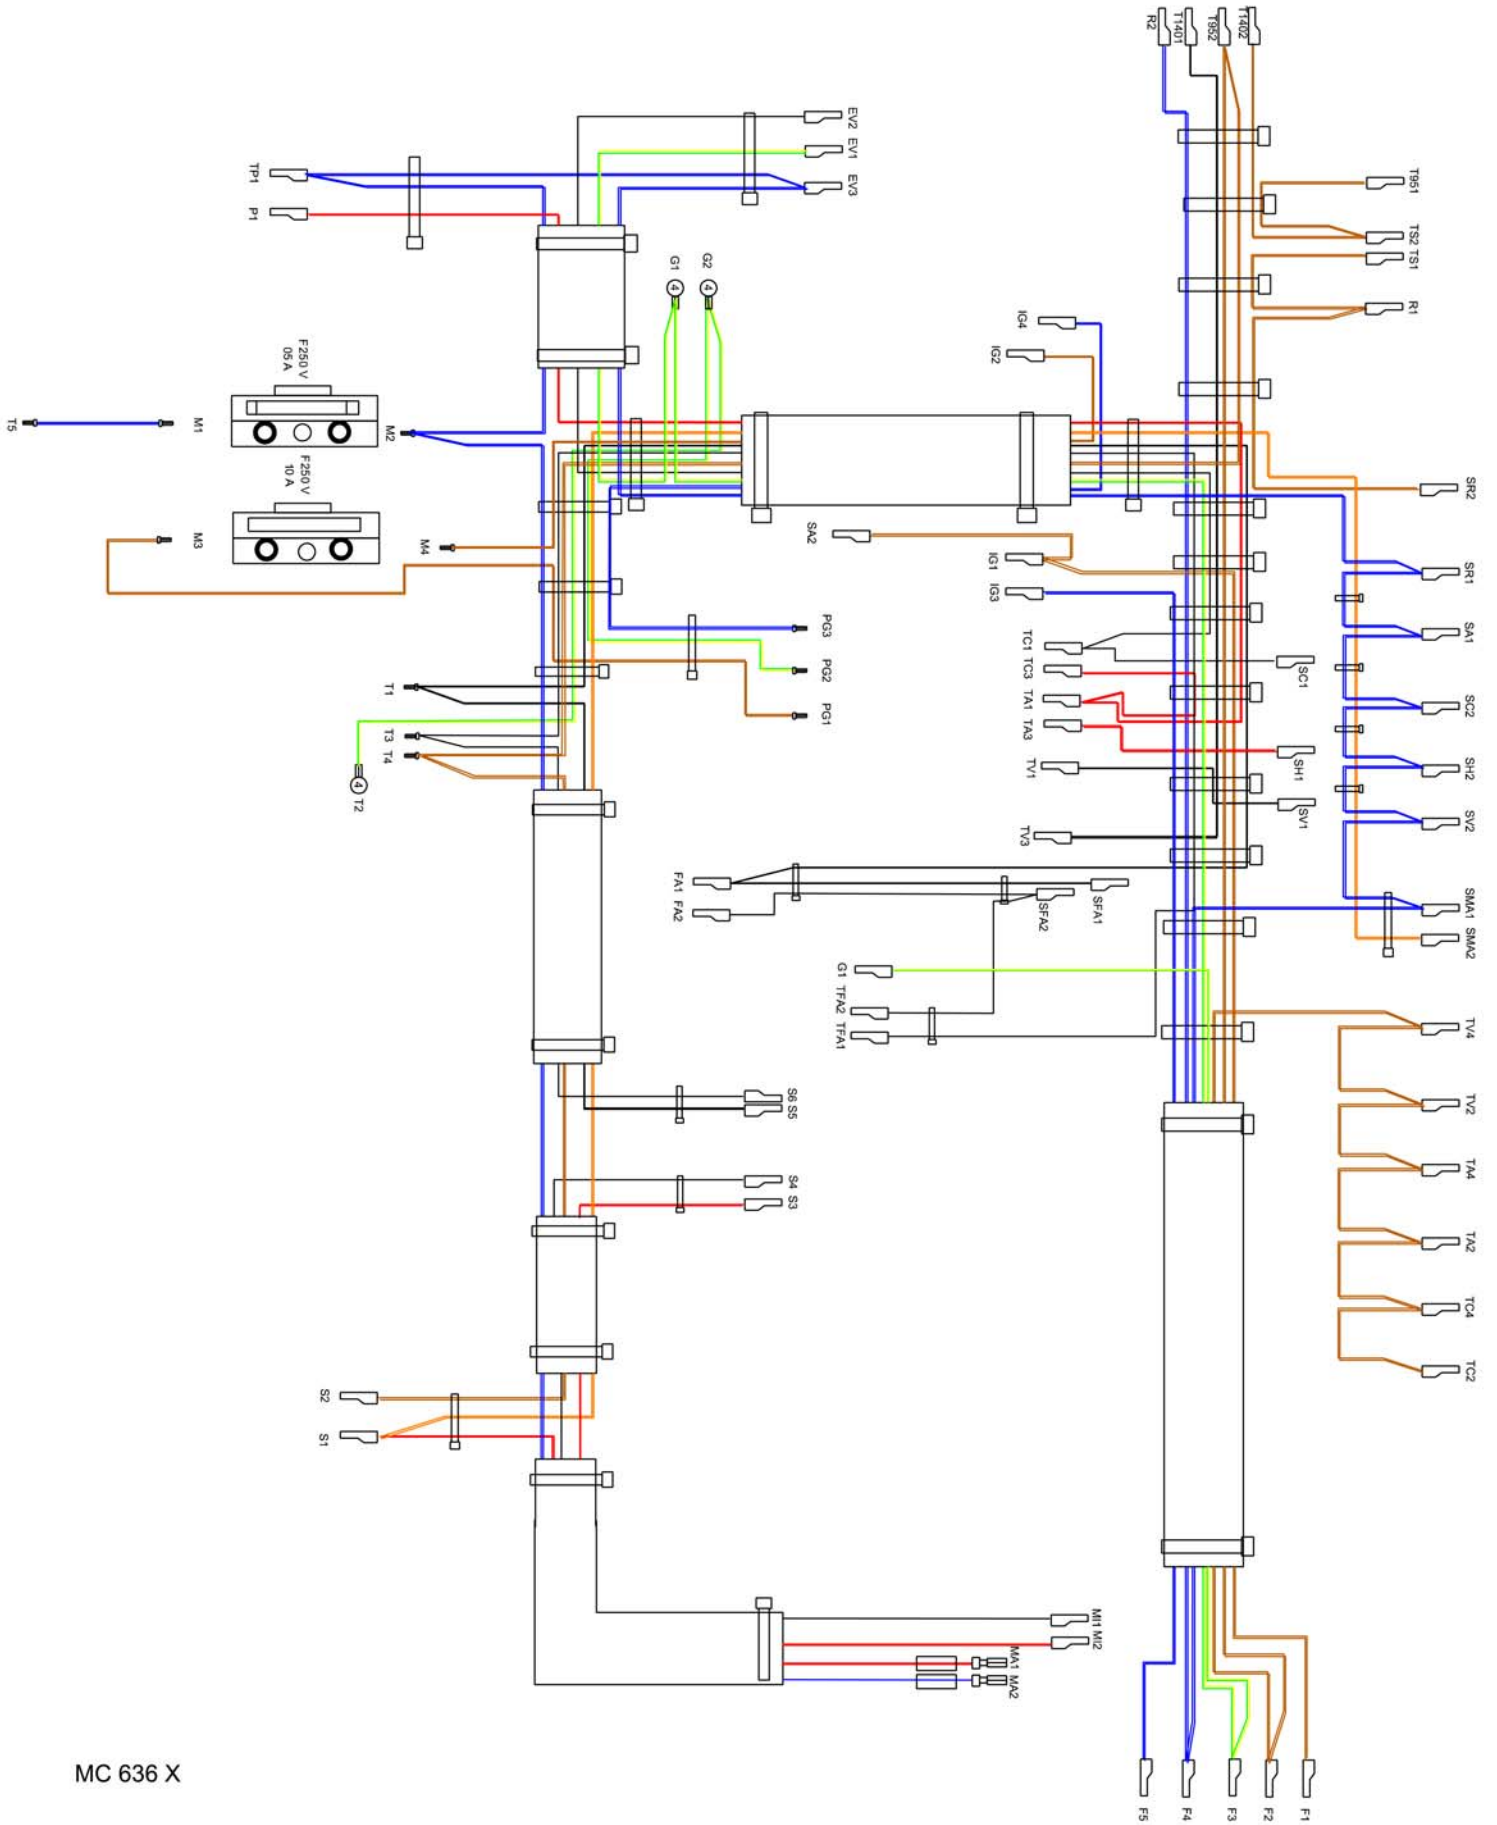 R2
T1401
T952
T1402
EV2
EV1
EV3
TP1
P1
T951
TS2
TS1
R1
G1
4
G2
4
IG4
IG2
F250 V
05 A
M2
M1
T5
F250 V
10 A
M4
M3
SR2
SA2
IG1
IG3
SR1
PG3
PG2
PG1
TC1
TC3
TA1
TA3
TV1
TV3
SC1
SH1
SV1
SA1
SC2
SH2
SV2
T1
T3
T4
4
T2
FA1
FA2
SFA1
SFA2
SMA1
SMA2
G1
TFA2
TFA1
TV4
TV2
TA4
TA2
TC4
TC2
S6
S5
S4
S3
S2
S1
MI1
MI2
MA1
MA2
F5
F4
F3
F2
F1
MC 636 X